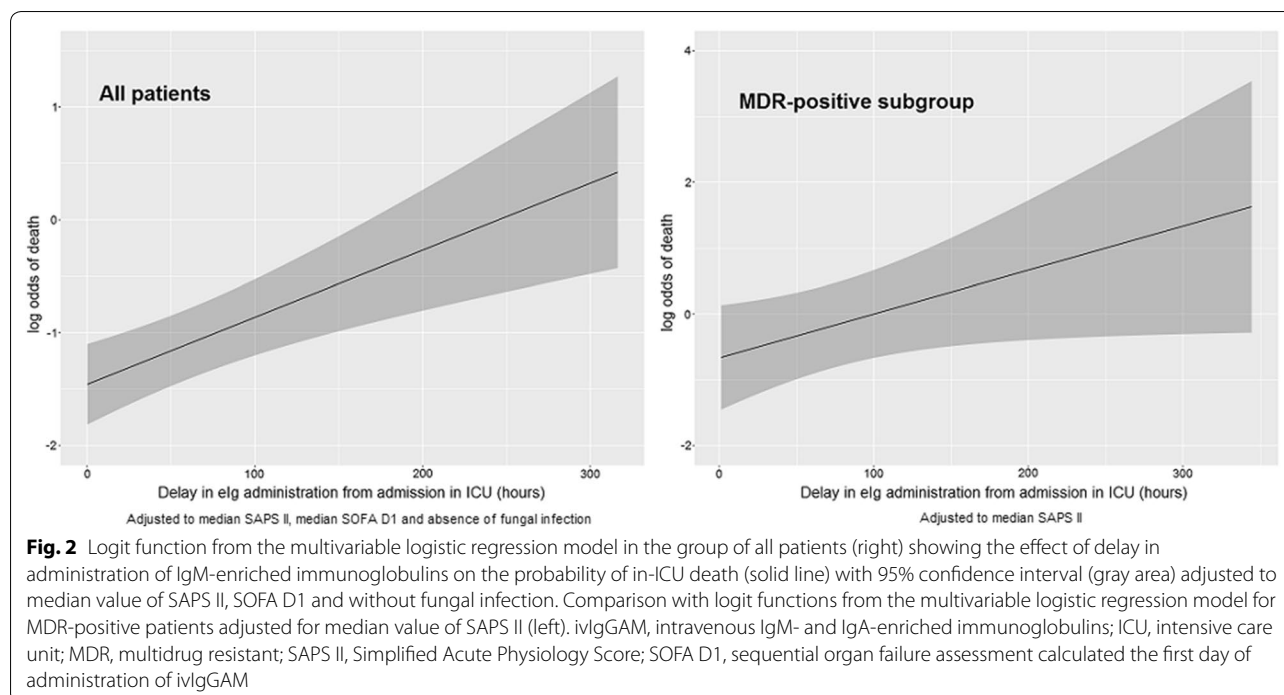 All patients
1
0
-1
-2
log odds of death
0
100
200
300
Delay in eIg administration from admission in ICU (hours)
Adjusted to median SAPS II, median SOFA D1 and absence of fungal infection
MDR-positive subgroup
4
2
0
-2
log odds of death
0
100
200
300
Delay in eIg administration from admission in ICU (hours)
Adjusted to median SAPS II
Fig. 2 Logit function from the multivariable logistic regression model in the group of all patients (right) showing the effect of delay in
administration of IgM-enriched immunoglobulins on the probability of in-ICU death (solid line) with 95% confidence interval (gray area) adjusted to
median value of SAPS II, SOFA D1 and without fungal infection. Comparison with logit functions from the multivariable logistic regression model for
MDR-positive patients adjusted for median value of SAPS II (left). ivIgGAM, intravenous IgM- and IgA-enriched immunoglobulins; ICU, intensive care
unit; MDR, multidrug resistant; SAPS II, Simplified Acute Physiology Score; SOFA D1, sequential organ failure assessment calculated the first day of
administration of ivIgGAM